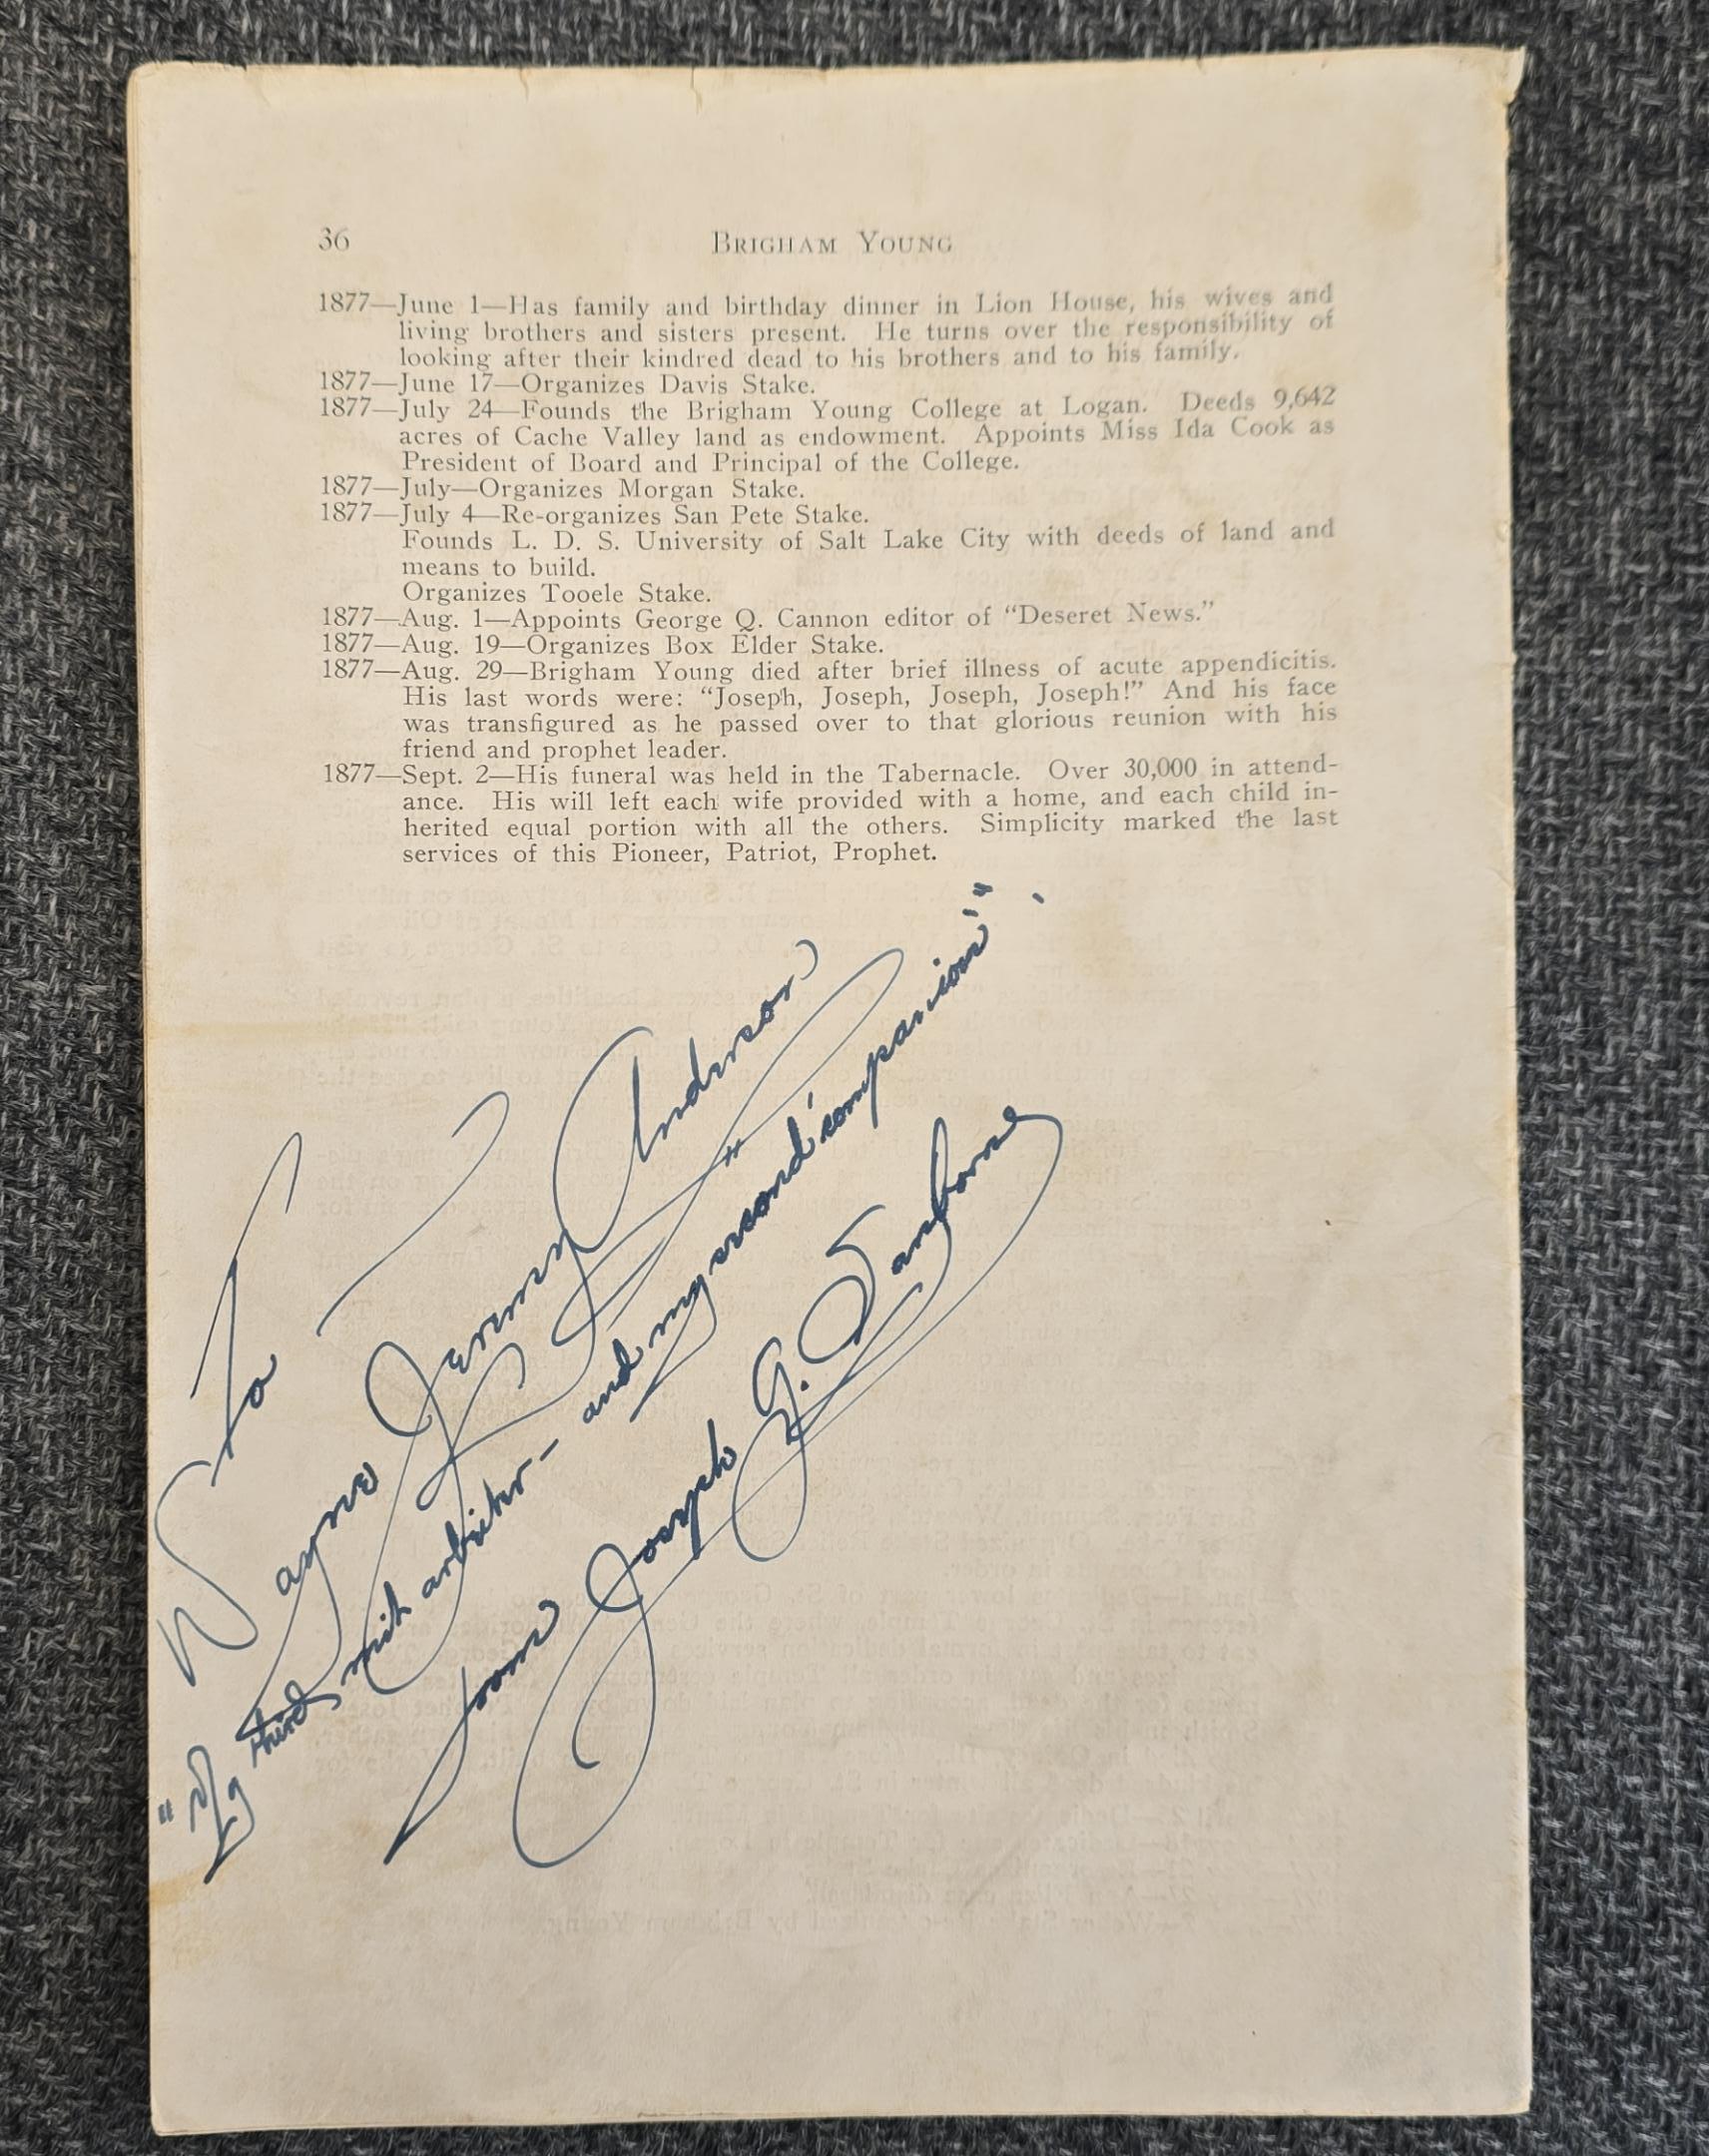 36
BRIGHAM YOUNG
1877—June 1—Has family and birthday dinner in Lion House, his wives and
living brothers and sisters present. He turns over the responsibility of
looking after their kindred dead to his brothers and to his family.
1877—June 17—Organizes Davis Stake.
1877—July 24—Founds the Brigham Young College at Logan. Deeds 9,642
acres of Cache Valley land as endowment. Appoints Miss Ida Cook as
President of Board and Principal of the College.
1877—July—Organizes Morgan Stake.
1877—July 4—Re-organizes San Pete Stake.
Founds L. D. S. University of Salt Lake City with deeds of land and
means to build.
Organizes Tooele Stake.
1877—Aug. 1—Appoints George Q. Cannon editor of "Deseret News."
1877—Aug. 19—Organizes Box Elder Stake.
1877—Aug. 29—Brigham Young died after brief illness of acute appendicitis.
His last words were: "Joseph, Joseph, Joseph, Joseph!" And his face
was transfigured as he passed over to that glorious reunion with his
friend and prophet leader.
1877—Sept. 2—His funeral was held in the Tabernacle. Over 30,000 in attend-
ance. His will left each wife provided with a home, and each child in-
herited equal portion with all the others. Simplicity marked the last
services of this Pioneer, Patriot, Prophet.
To
Wayne Jeremy Anderson
"My third mish arbiter - and my second 'companion'".
From Joseph G. Sanborne